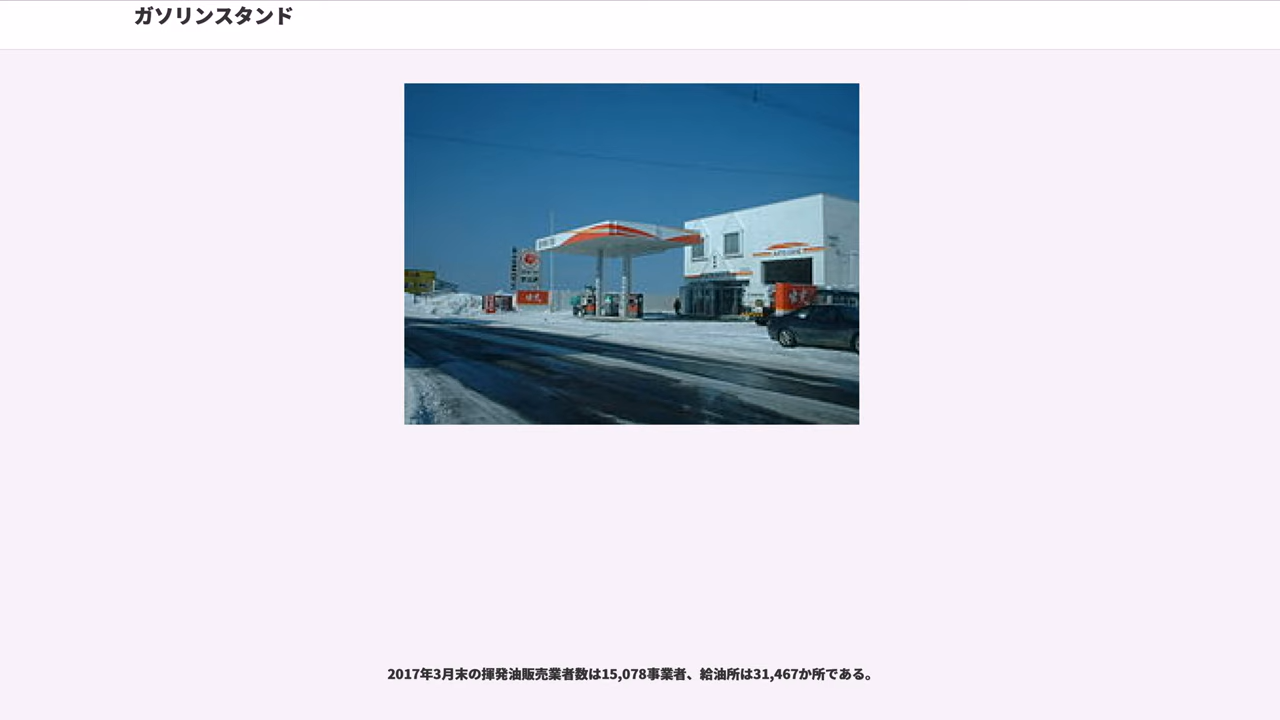 ガソリンスタンド
2017年3月末の揮発油販売業者数は15,078事業者、給油所は31,467か所である。